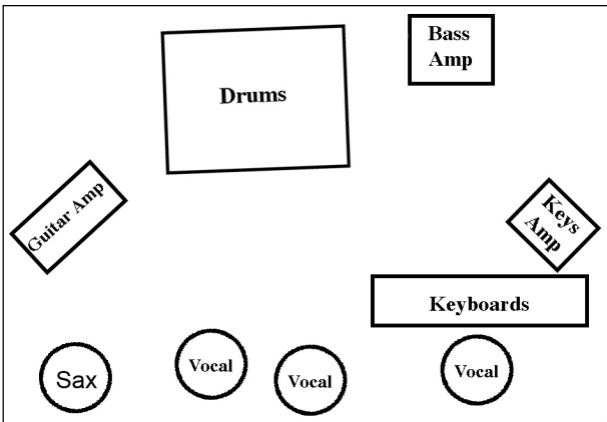 Bass
Amp
Drums
Guitar Amp
Keys
Amp
Keyboards
Sax
Vocal
Vocal
Vocal